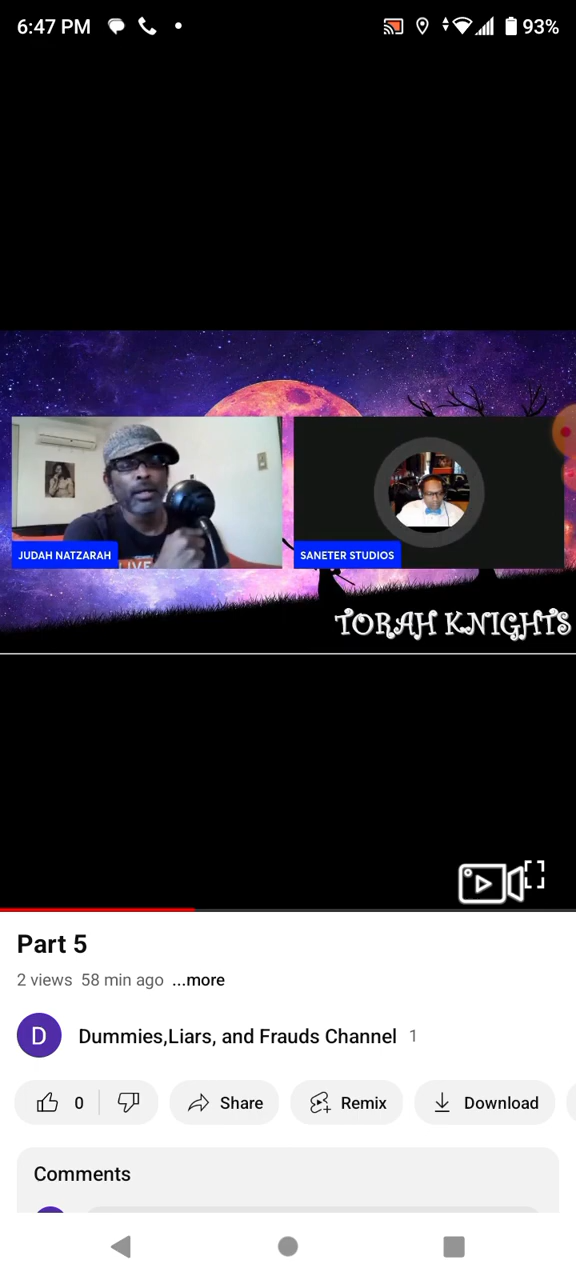 6:47 PM 93%
LIVE
JUDAH NATZARAH SANETER STUDIOS
TORAH KNIGHTS
Part 5
2 views 58 min ago ...more
D Dummies,Liars, and Frauds Channel 1
0 Share Remix Download
Comments